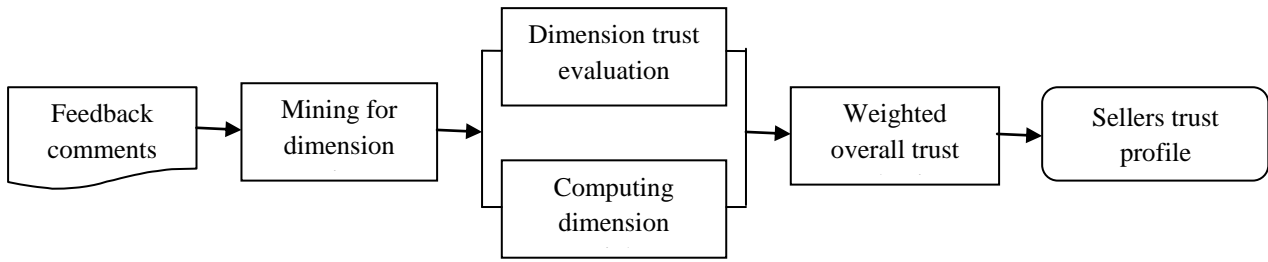 Feedback
comments
Mining for
dimension
Dimension trust
evaluation
Computing
dimension
Weighted
overall trust
Sellers trust
profile